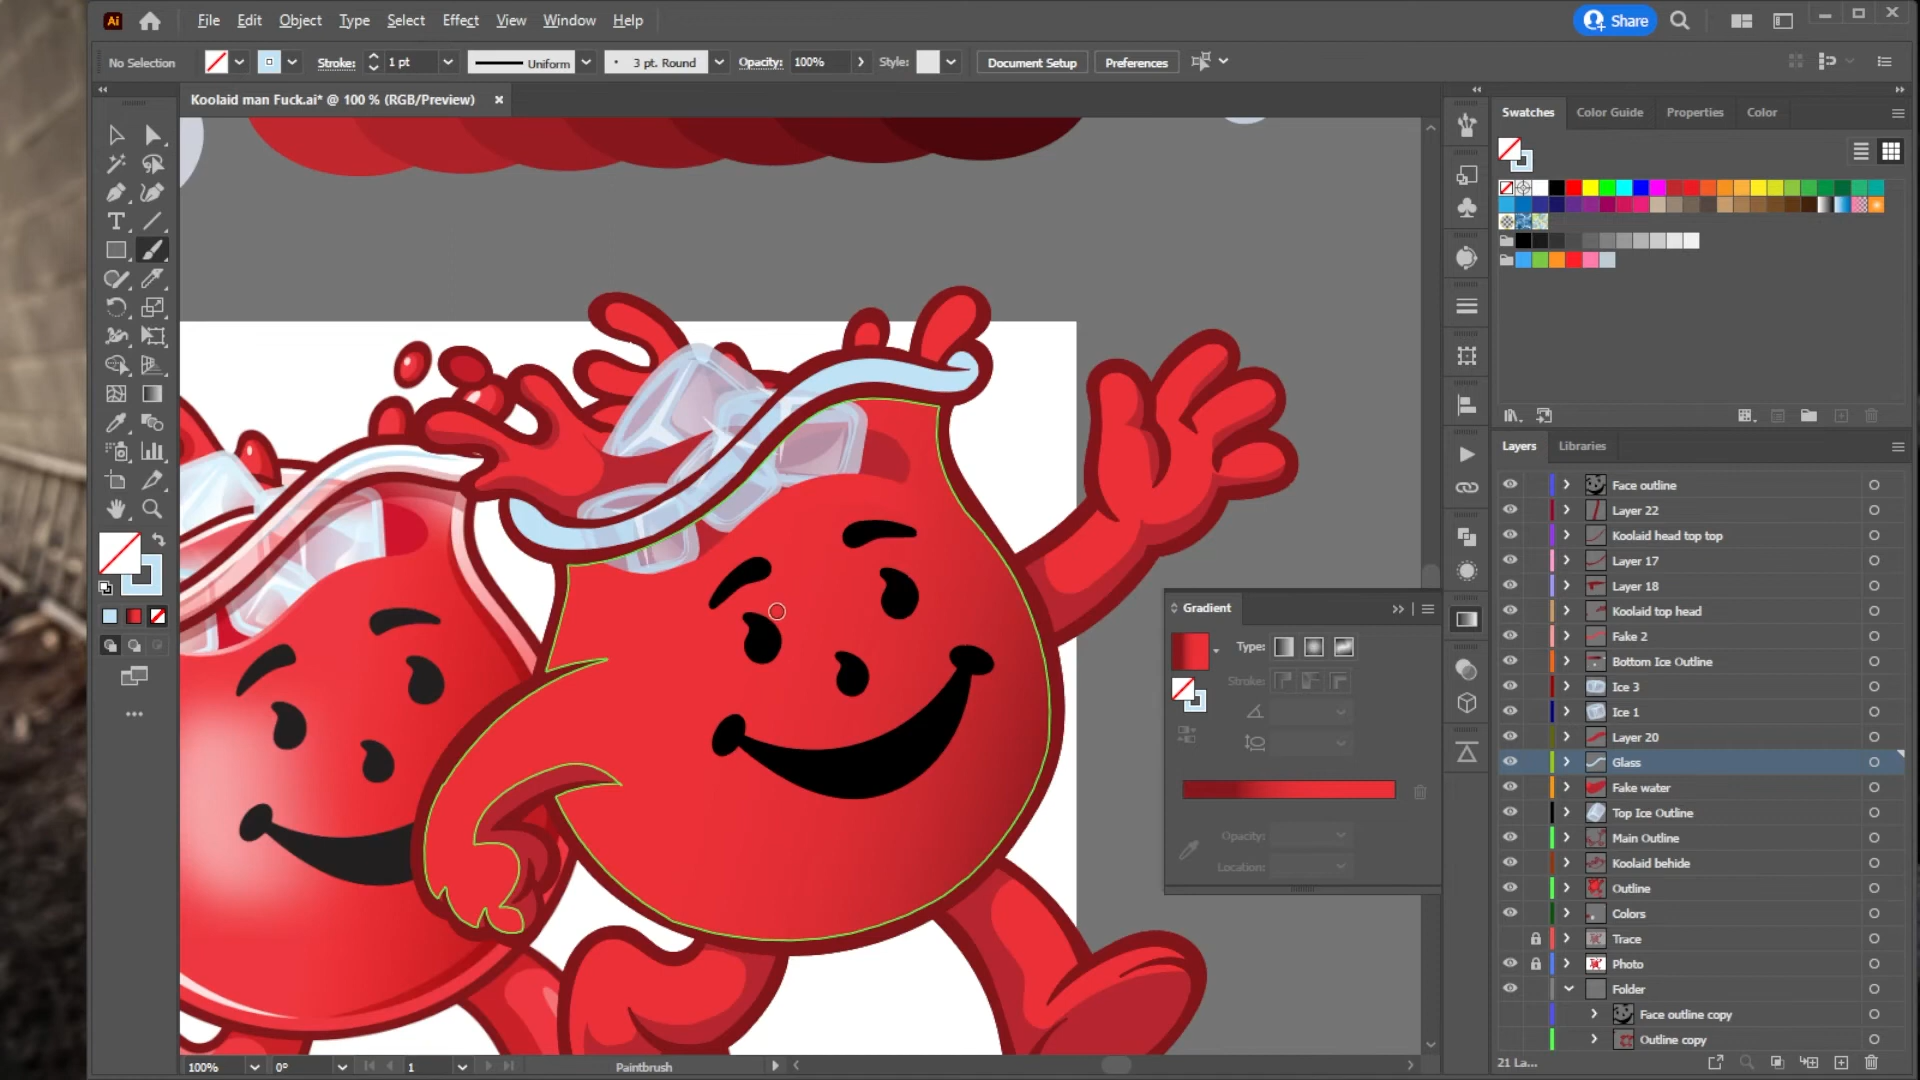 Ai File Edit Object Type Select Effect View Window Help Share
No Selection Stroke: 1 pt Uniform 3 pt. Round Opacity: 100% Style: Document Setup Preferences
Koolaid man Fuck.ai* @ 100 % (RGB/Preview)
Swatches Color Guide Properties Color
Layers Libraries
Face outline
Layer 22
Koolaid head top top
Layer 17
Layer 18
Koolaid top head
Fake 2
Bottom Ice Outline
Ice 3
Ice 1
Layer 20
Glass
Fake water
Top Ice Outline
Main Outline
Koolaid behide
Outline
Colors
Trace
Photo
Folder
Face outline copy
Outline copy
21 La...
Gradient
Type:
Stroke:
Opacity:
Location:
100% 0° 1 Paintbrush